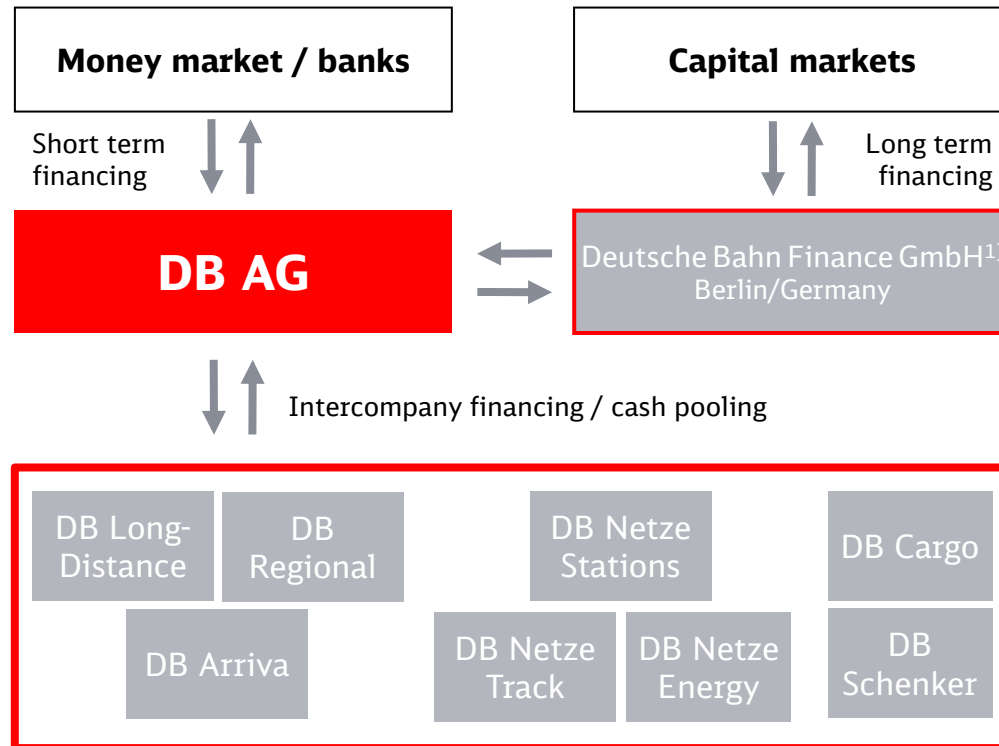 Money market / banks
Capital markets
Short term
financing
Long term
financing
DB AG
Deutsche Bahn Finance GmbH¹⁾
Berlin/Germany
Intercompany financing / cash pooling
DB Long-
Distance
DB
Regional
DB Netze
Stations
DB Cargo
DB Arriva
DB Netze
Track
DB Netze
Energy
DB
Schenker